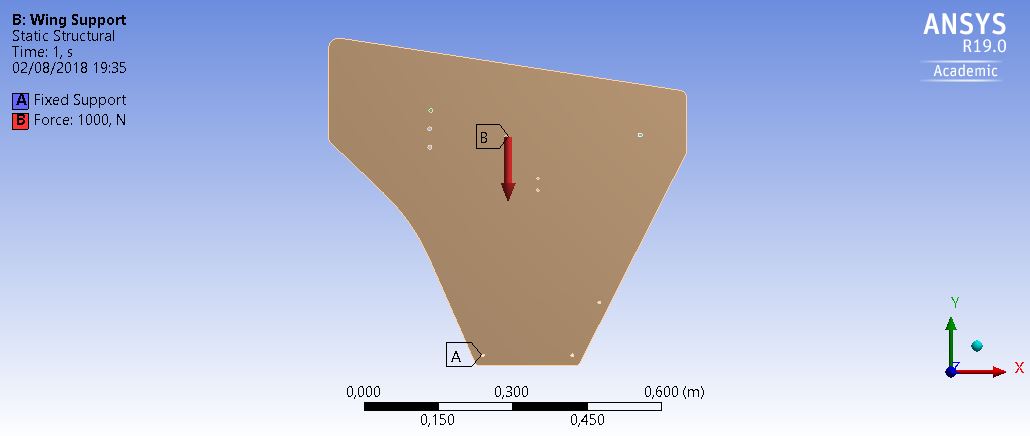 B: Wing Support
Static Structural
Time: 1, s
02/08/2018 19:35
A Fixed Support
B Force: 1000, N
ANSYS
R19.0
Academic
B
A
Y
Z
X
0,000 0,300 0,600 (m)
0,150 0,450